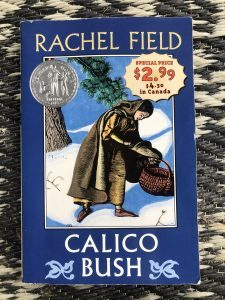 RACHEL FIELD
SPECIAL PRICE
$2.99
$4.50
in Canada
CALICO
BUSH